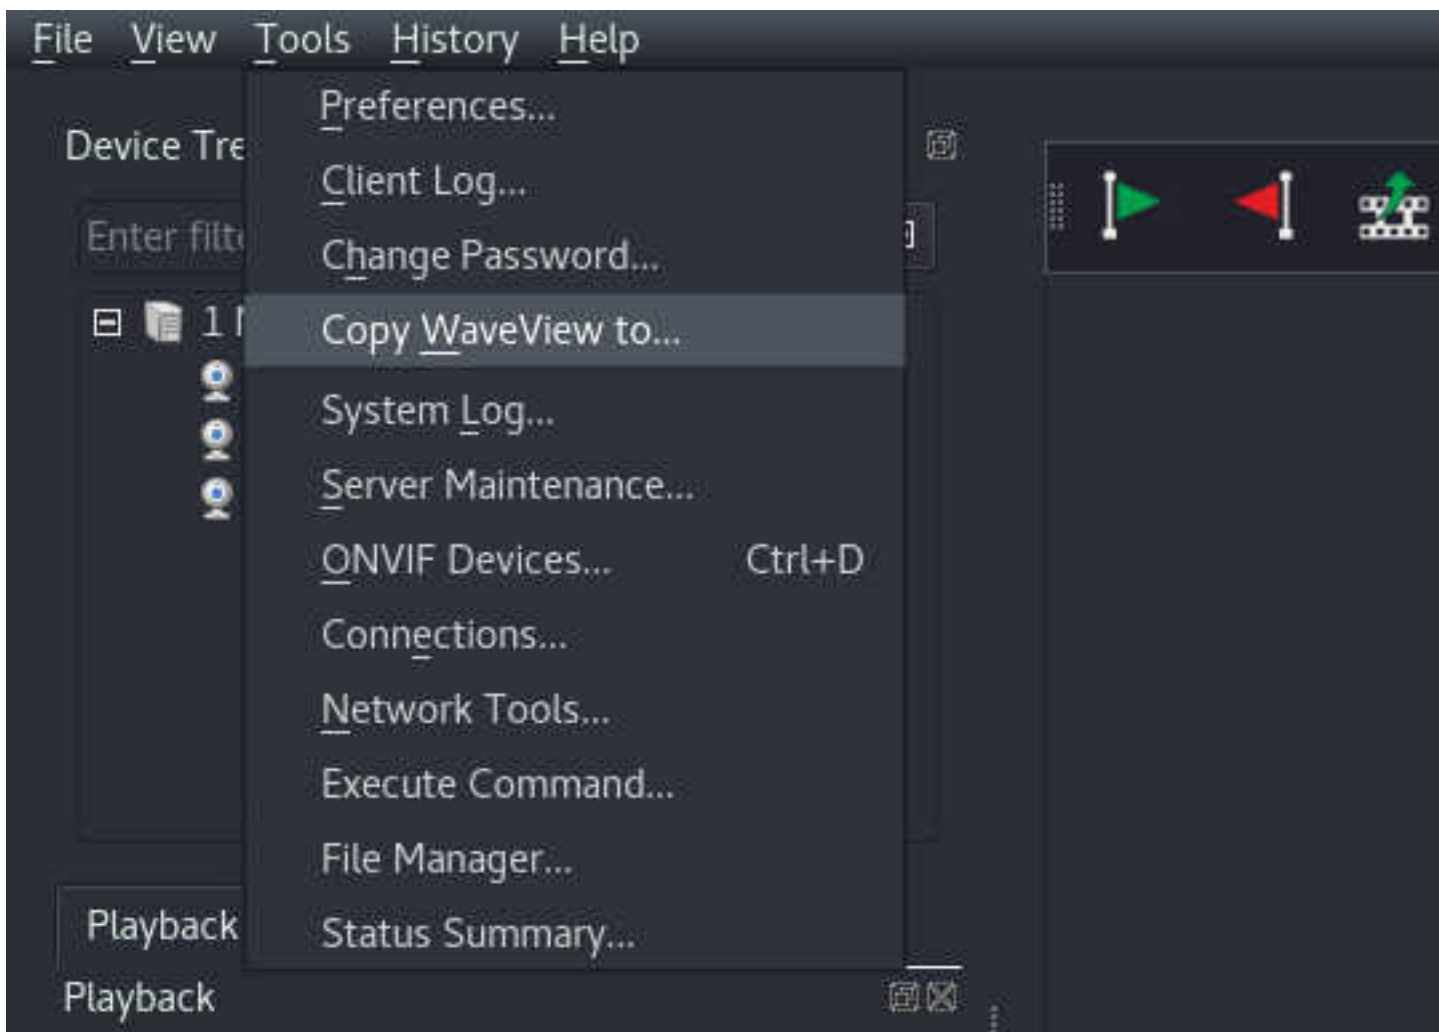 File View Tools History Help
Preferences...
Device Tre
Client Log...
Enter filte
Change Password...
1
Copy WaveView to...
System Log...
Server Maintenance...
ONVIF Devices... Ctrl+D
Connections...
Network Tools...
Execute Command...
File Manager...
Playback
Status Summary...
Playback